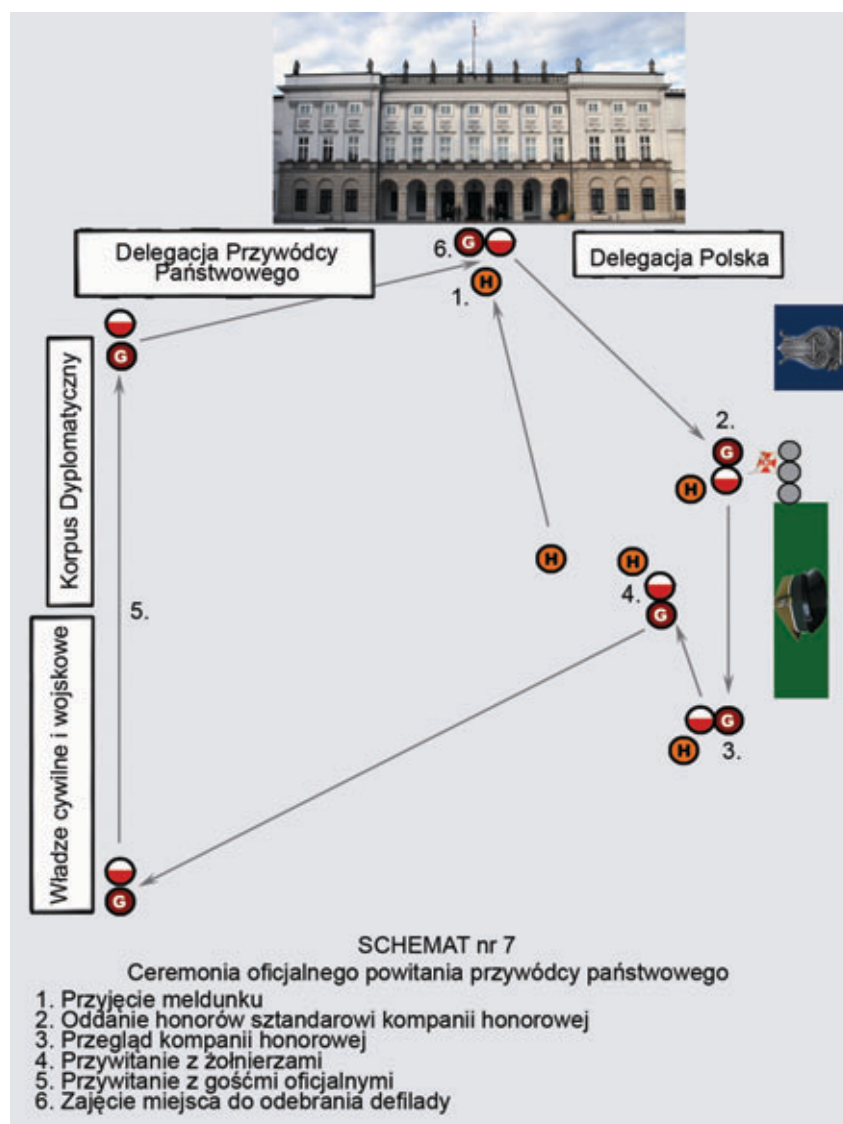 Delegacja Przywódcy
Państwowego
Delegacja Polska
6.
G
H
1.
G
Korpus Dyplomatyczny
2.
G
H
H
H
4.
G
5.
Władze cywilne i wojskowe
G
H
3.
G
SCHEMAT nr 7
Ceremonia oficjalnego powitania przywódcy państwowego
1. Przyjęcie meldunku
2. Oddanie honorów sztandarowi kompanii honorowej
3. Przegląd kompanii honorowej
4. Przywitanie z żołnierzami
5. Przywitanie z gośćmi oficjalnymi
6. Zajęcie miejsca do odebrania defilady